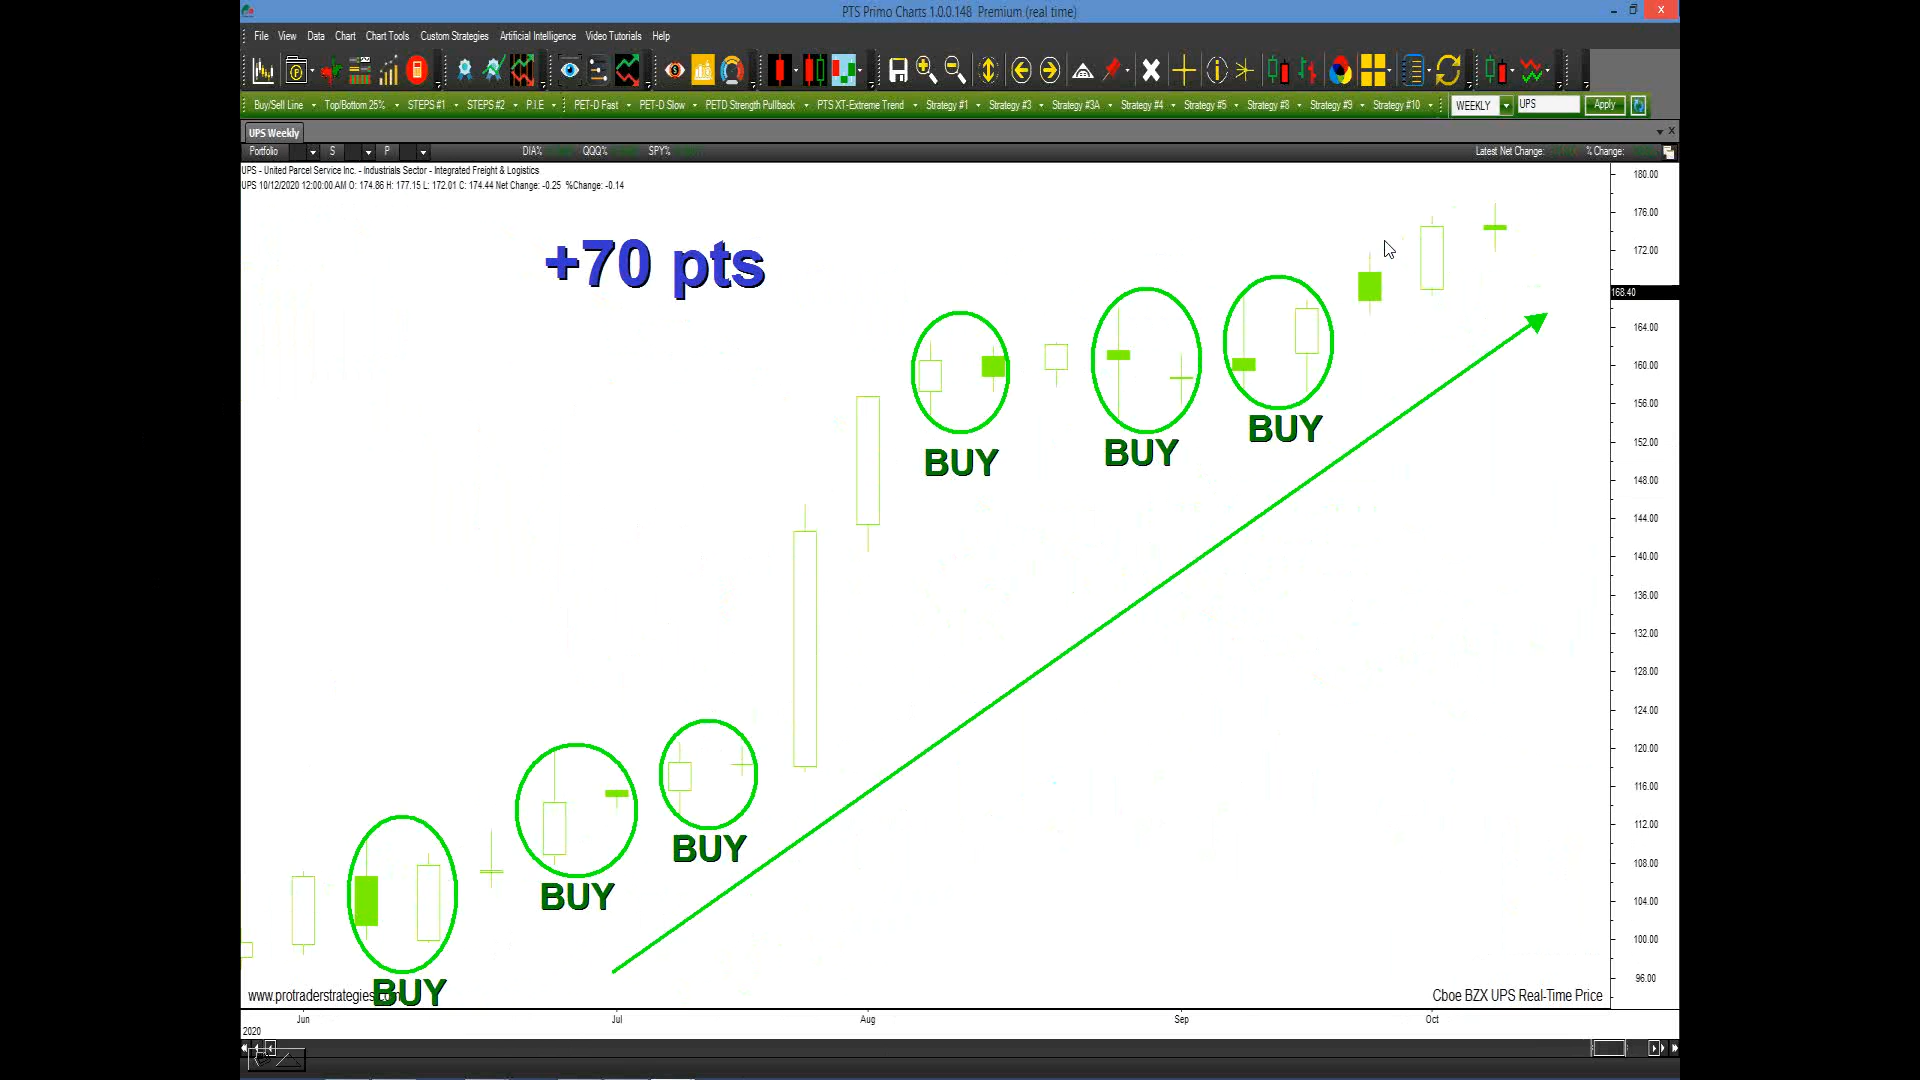 PTS Primo Charts 1.0.0.148 Premium (real time)
File View Data Chart Chart Tools Custom Strategies Artificial Intelligence Video Tutorials Help
Buy/Sell Line Top/Bottom 25% STEPS #1 STEPS #2 P.I.E PET-D Fast PET-D Slow PETD Strength Pullback PTS XT-Extreme Trend Strategy #1 Strategy #3 Strategy #3A Strategy #4 Strategy #5 Strategy #8 Strategy #9 Strategy #10 WEEKLY UPS Apply
UPS Weekly
Portfolio S P DIA% QQQ% SPY% Latest Net Change: % Change:
UPS - United Parcel Service Inc. - Industrials Sector - Integrated Freight & Logistics
UPS 10/12/2020 12:00:00 AM O: 174.86 H: 177.15 L: 172.01 C: 174.44 Net Change: -0.25 %Change: -0.14
+70 pts
180.00
176.00
172.00
168.40
164.00
160.00
156.00
152.00
148.00
144.00
140.00
136.00
132.00
128.00
124.00
120.00
116.00
112.00
108.00
104.00
100.00
96.00
BUY
BUY
BUY
BUY
BUY
BUY
www.protraderstrategies.com
Cboe BZX UPS Real-Time Price
Jun Jul Aug Sep Oct
2020